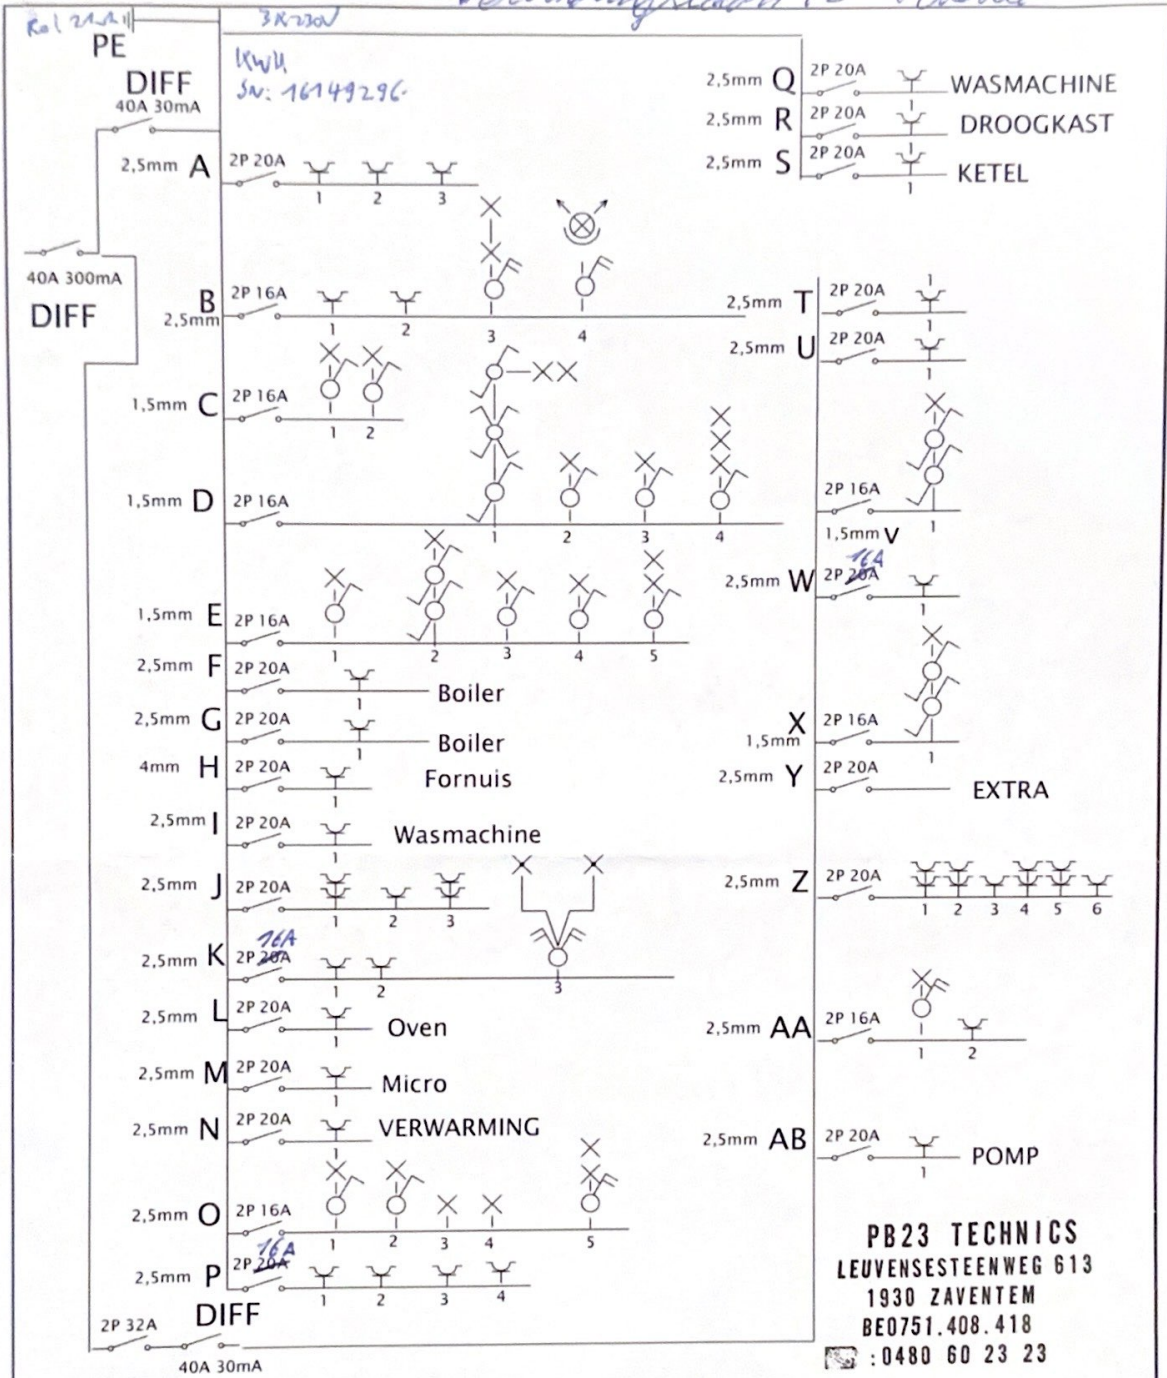 3x230V
PE
KWH
SN: 16149296
DIFF
40A 30mA
2,5mm A 2P 20A
1 2 3
40A 300mA
DIFF
B 2P 16A
2,5mm
1 2 3 4
1,5mm C 2P 16A
1 2
1,5mm D 2P 16A
1 2 3 4
1,5mm E 2P 16A
1 2 3 4 5
2,5mm F 2P 20A
1 Boiler
2,5mm G 2P 20A
1 Boiler
4mm H 2P 20A
1 Fornuis
2,5mm I 2P 20A
1 Wasmachine
2,5mm J 2P 20A
1 2 3
16A
2,5mm K 2P 20A
1 2 3
2,5mm L 2P 20A
1 Oven
2,5mm M 2P 20A
1 Micro
2,5mm N 2P 20A
1 VERWARMING
2,5mm O 2P 16A
1 2 3 4 5
16A
2,5mm P 2P 20A
1 2 3 4
DIFF
2P 32A
40A 30mA
2,5mm Q 2P 20A
1 WASMACHINE
2,5mm R 2P 20A
1 DROOGKAST
2,5mm S 2P 20A
1 KETEL
1
2,5mm T 2P 20A
1
2,5mm U 2P 20A
1
2P 16A
1,5mm V 1
16A
2,5mm W 2P 20A
1
X 2P 16A
1,5mm 1
2,5mm Y 2P 20A
EXTRA
2,5mm Z 2P 20A
1 2 3 4 5 6
2,5mm AA 2P 16A
1 2
2,5mm AB 2P 20A
1 POMP
PB23 TECHNICS
LEUVENSESTEENWEG 613
1930 ZAVENTEM
BE0751.408.418
:0480 60 23 23